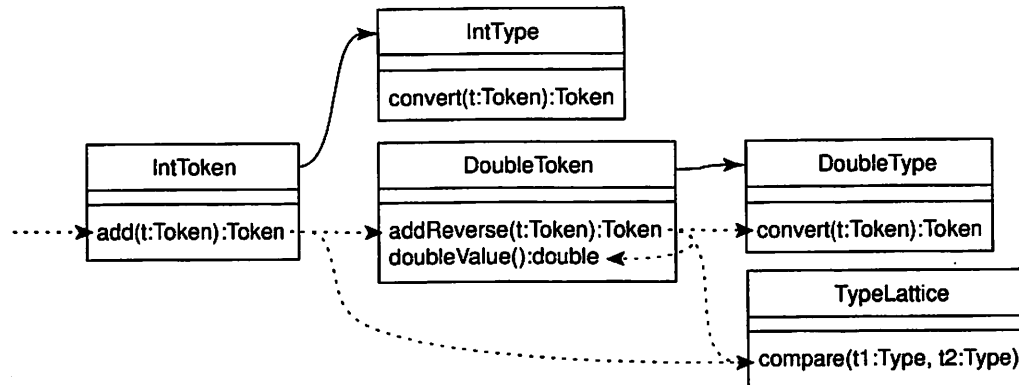 IntType
convert(t:Token):Token
IntToken
add(t:Token):Token
DoubleToken
addReverse(t:Token):Token
doubleValue():double
DoubleType
convert(t:Token):Token
TypeLattice
compare(t1:Type, t2:Type)